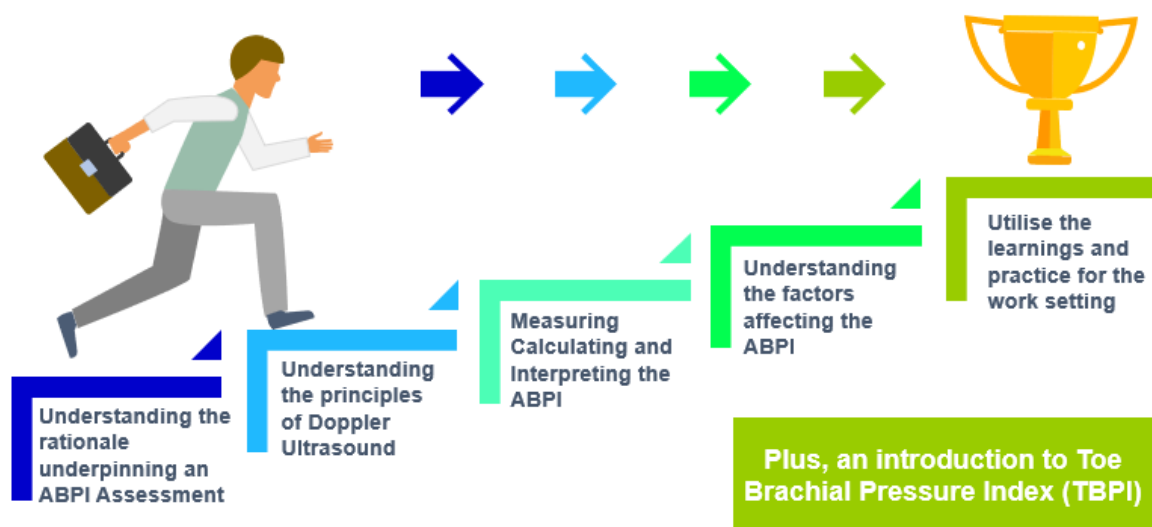 Understanding the
rationale
underpinning an
ABPI Assessment
Understanding
the principles
of Doppler
Ultrasound
Measuring
Calculating and
Interpreting the
ABPI
Understanding
the factors
affecting the
ABPI
Utilise the
learnings and
practice for the
work setting
Plus, an introduction to Toe
Brachial Pressure Index (TBPI)